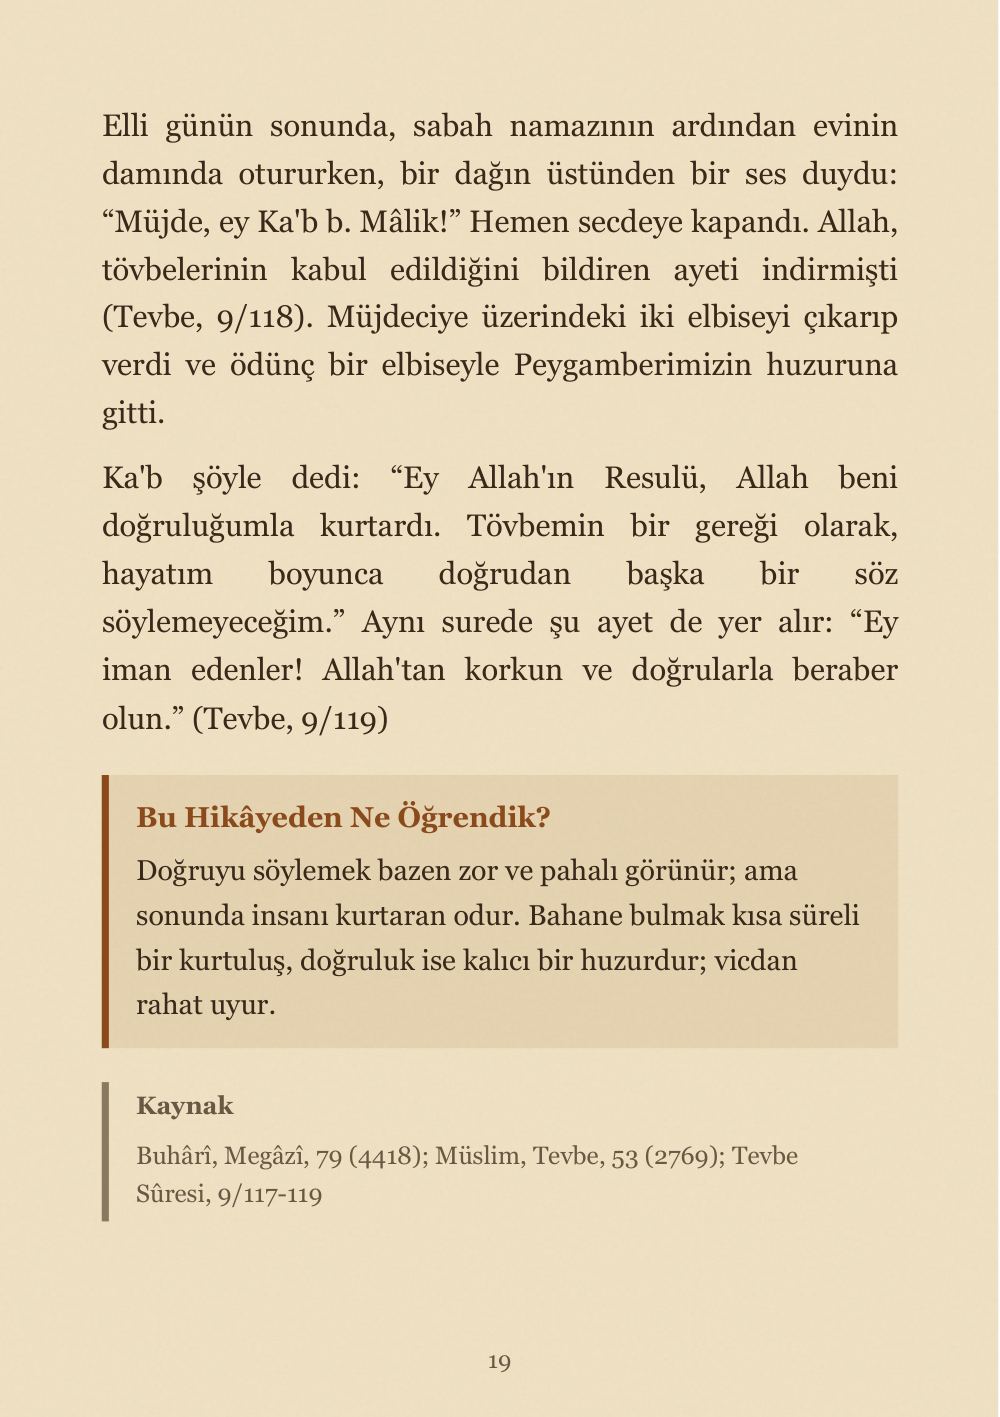 Elli günün sonunda, sabah namazının ardından evinin
damında otururken, bir dağın üstünden bir ses duydu:
“Müjde, ey Ka'b b. Mâlik!” Hemen secdeye kapandı. Allah,
tövbelerinin kabul edildiğini bildiren ayeti indirmişti
(Tevbe, 9/118). Müjdeciye üzerindeki iki elbiseyi çıkarıp
verdi ve ödünç bir elbiseyle Peygamberimizin huzuruna
gitti.
Ka'b şöyle dedi: “Ey Allah'ın Resulü, Allah beni
doğruluğumla kurtardı. Tövbemin bir gereği olarak,
hayatım boyunca doğrudan başka bir söz
söylemeyeceğim.” Aynı surede şu ayet de yer alır: “Ey
iman edenler! Allah'tan korkun ve doğrularla beraber
olun.” (Tevbe, 9/119)
Bu Hikâyeden Ne Öğrendik?
Doğruyu söylemek bazen zor ve pahalı görünür; ama
sonunda insanı kurtaran odur. Bahane bulmak kısa süreli
bir kurtuluş, doğruluk ise kalıcı bir huzurdur; vicdan
rahat uyur.
Kaynak
Buhârî, Megâzî, 79 (4418); Müslim, Tevbe, 53 (2769); Tevbe
Sûresi, 9/117-119
19